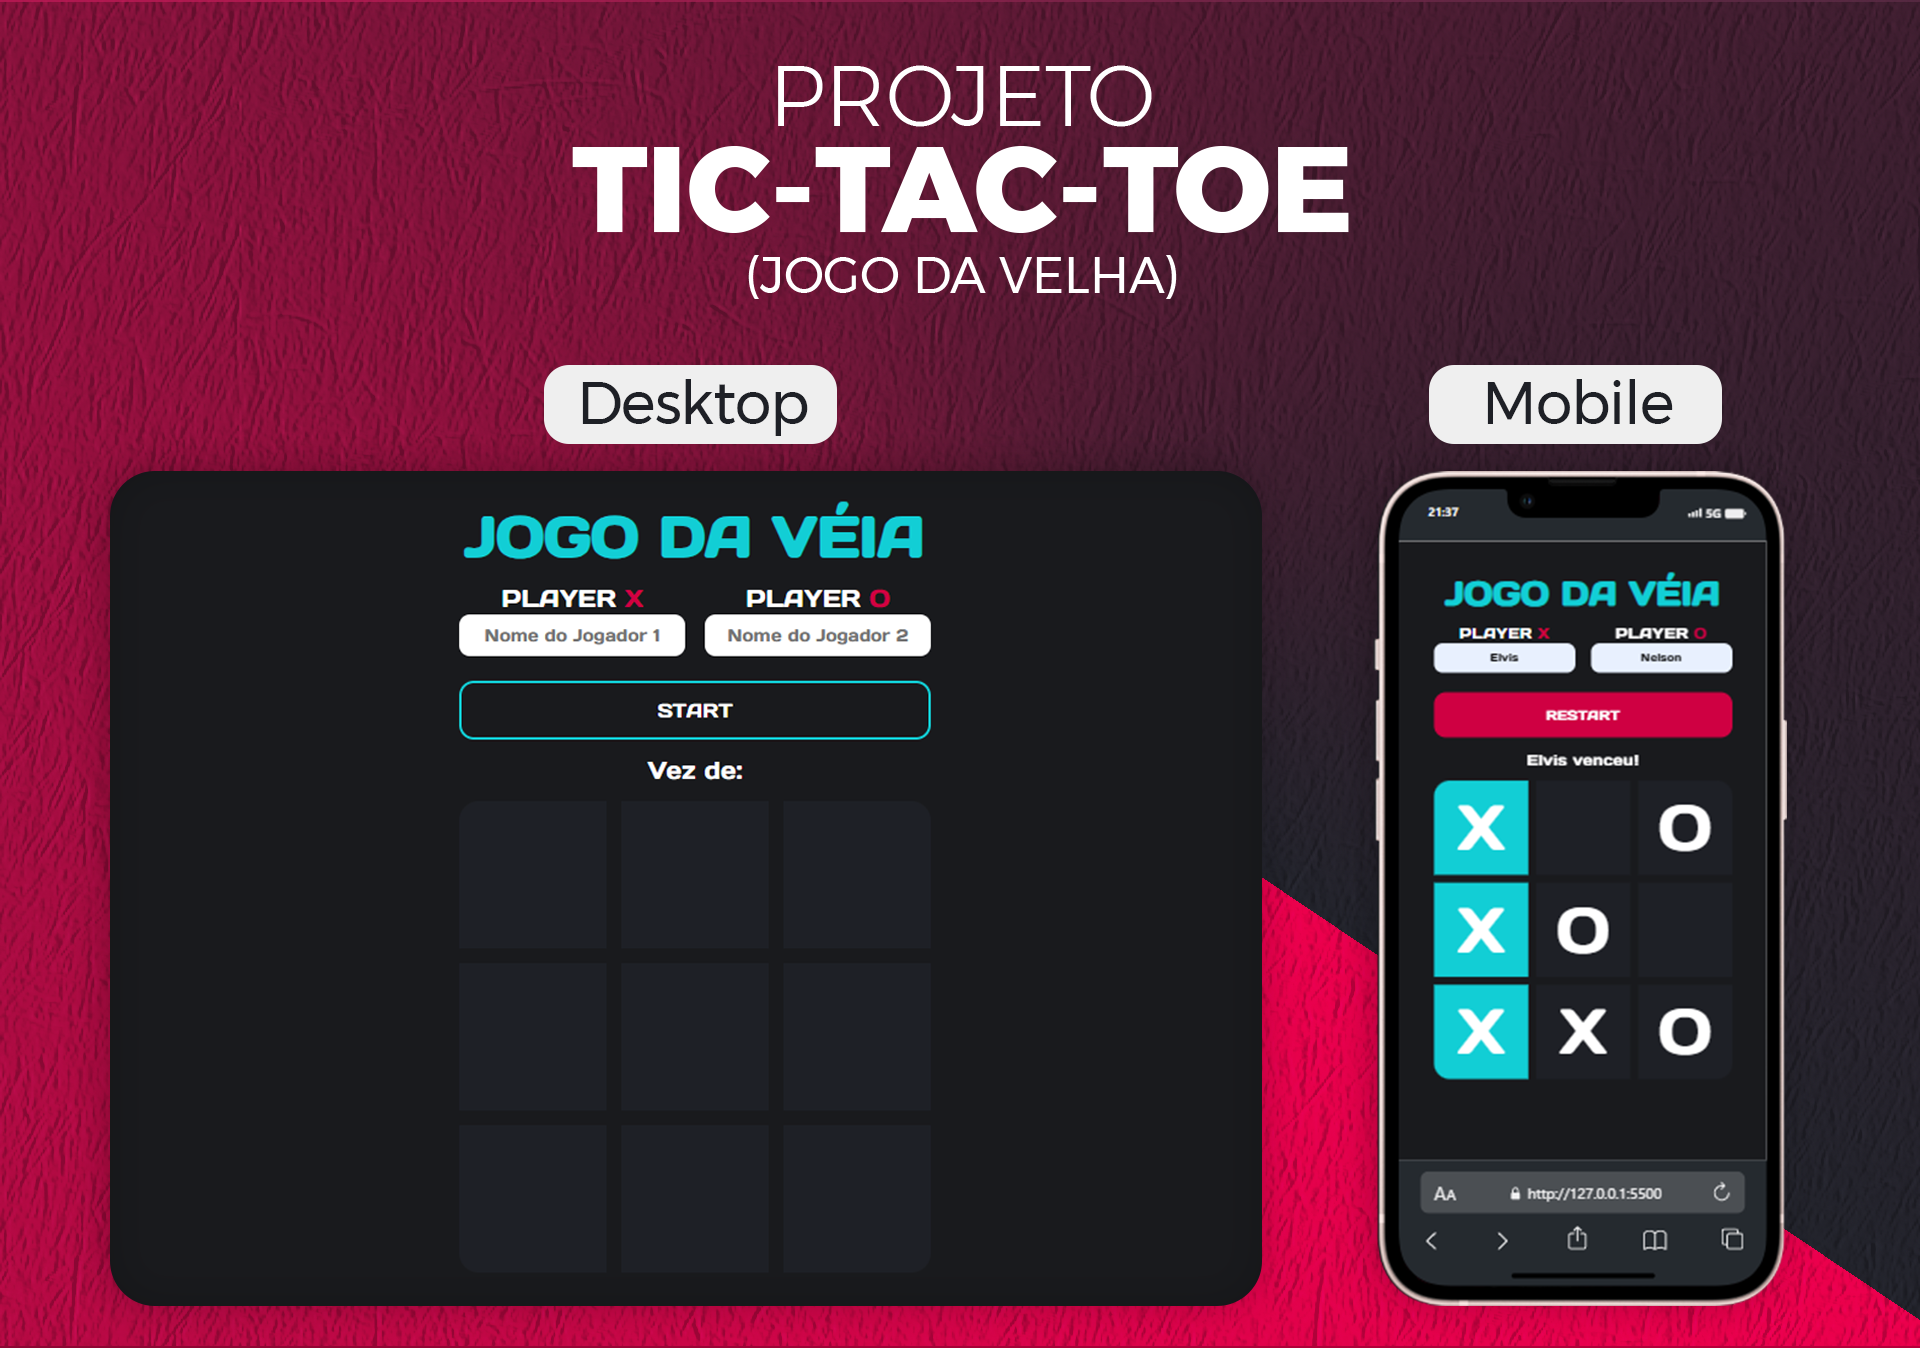 PROJETO
TIC-TAC-TOE
(JOGO DA VELHA)
Desktop
JOGO DA VÉIA
PLAYER X PLAYER O
Nome do Jogador 1 Nome do Jogador 2
START
Vez de:
Mobile
21:37 5G
JOGO DA VÉIA
PLAYER X PLAYER O
Elvis Nelson
RESTART
Elvis venceu!
X O
X O
X X O
AA http://127.0.0.1:5500